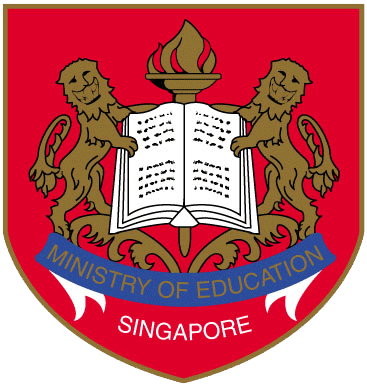 MINISTRY OF EDUCATION
SINGAPORE